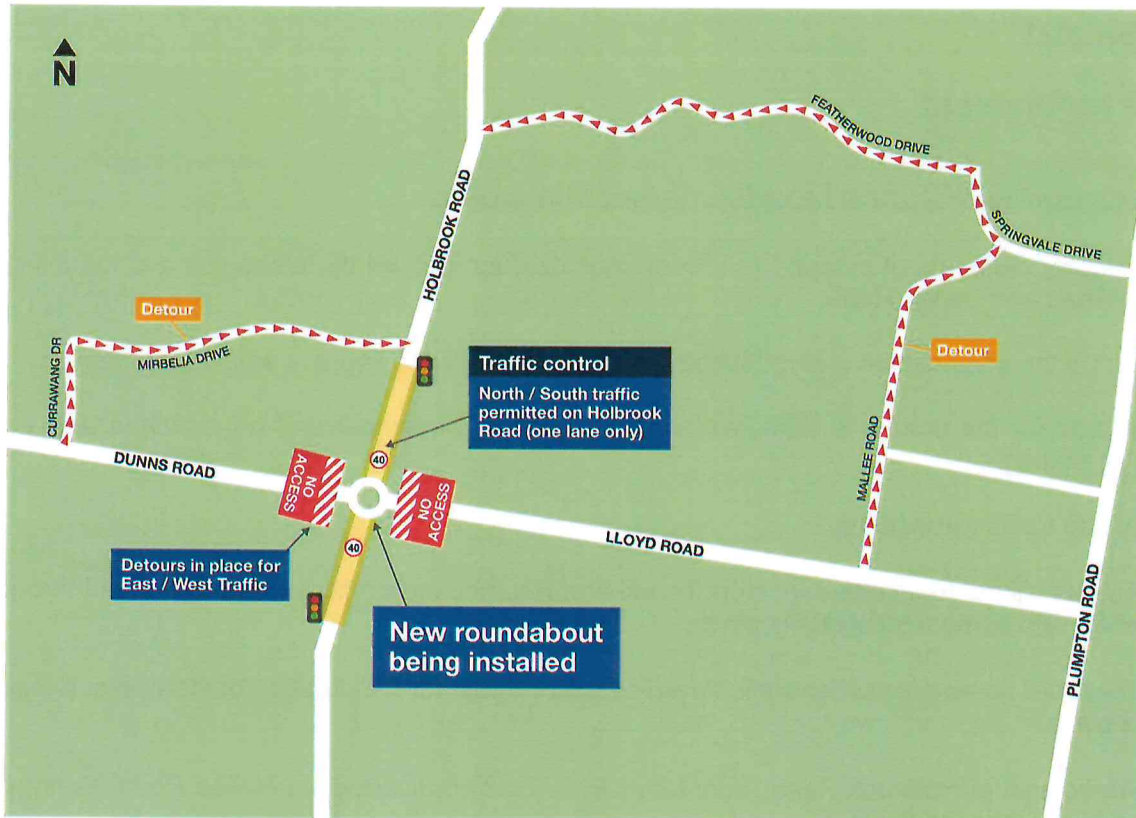 N
FEATHERWOOD DRIVE
SPRINGVALE DRIVE
HOLBROOK ROAD
Detour
MIRBELIA DRIVE
CURRAWANG DR
Detour
Traffic control
North / South traffic
permitted on Holbrook
Road (one lane only)
40
MALLEE ROAD
DUNNS ROAD
NO
ACCESS
NO
ACCESS
LLOYD ROAD
40
Detours in place for
East / West Traffic
New roundabout
being installed
PLUMPTON ROAD